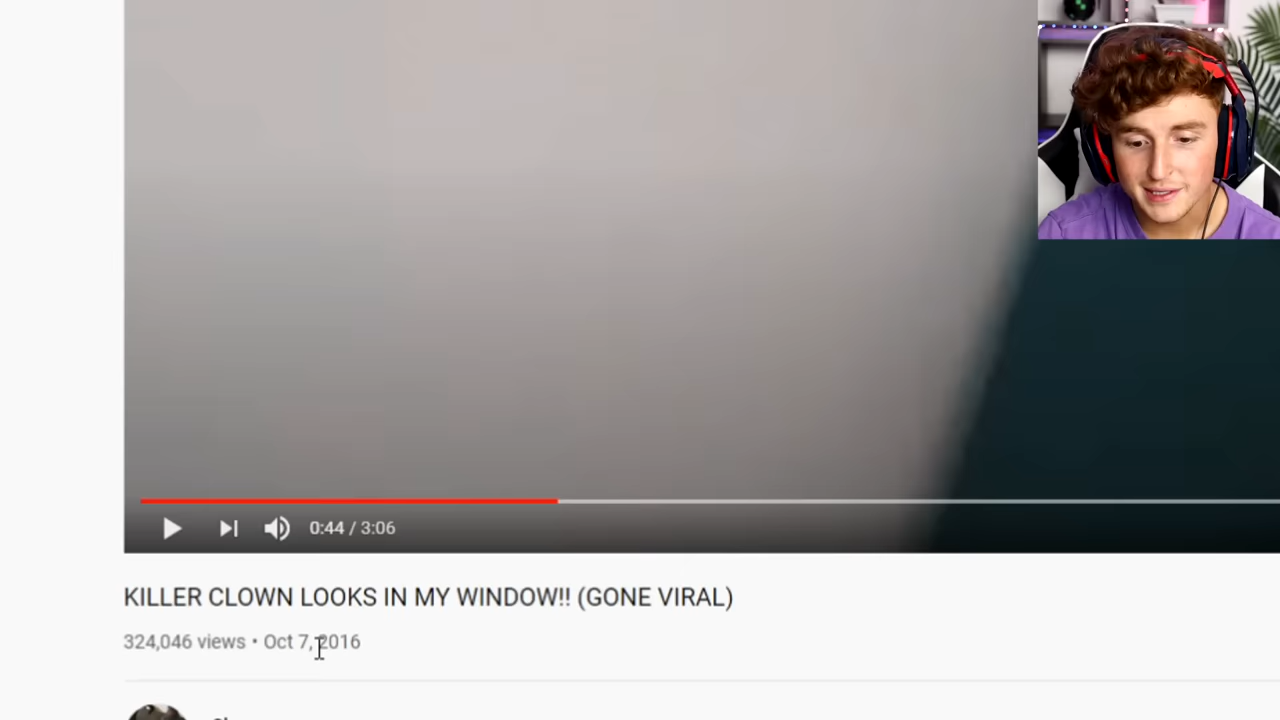 0:44 / 3:06
KILLER CLOWN LOOKS IN MY WINDOW!! (GONE VIRAL)
324,046 views • Oct 7, 2016